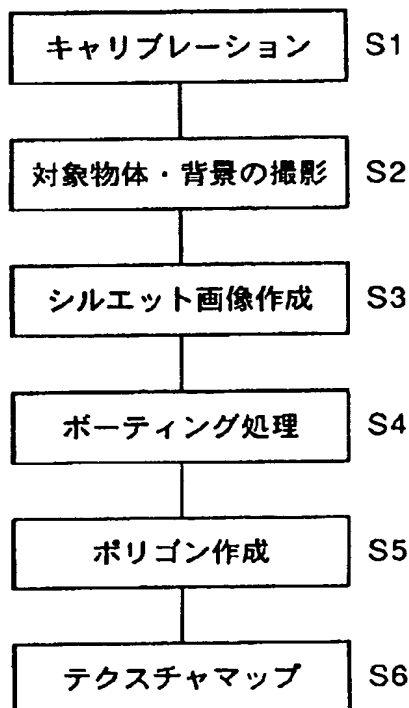 キャリブレーション S1
対象物体・背景の撮影 S2
シルエット画像作成 S3
ボーティング処理 S4
ポリゴン作成 S5
テクスチャマップ S6